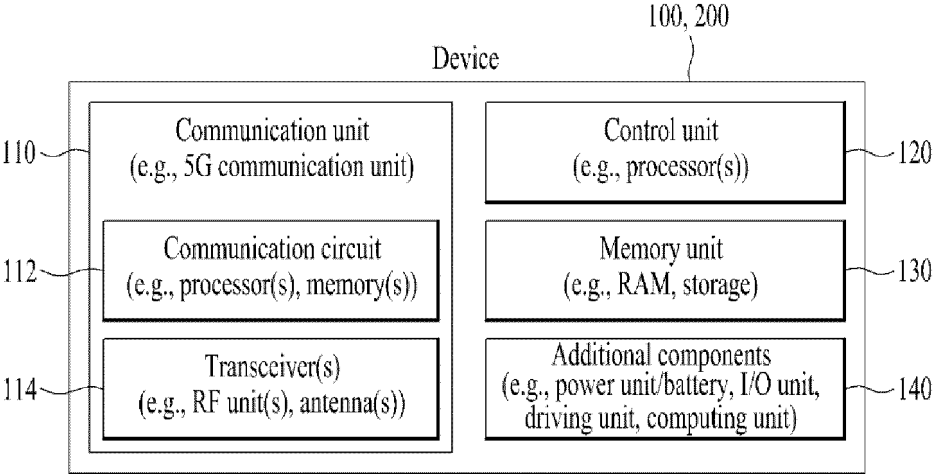 100, 200
Device
110
Communication unit
(e.g., 5G communication unit)
112
Communication circuit
(e.g., processor(s), memory(s))
114
Transceiver(s)
(e.g., RF unit(s), antenna(s))
Control unit
(e.g., processor(s))
120
Memory unit
(e.g., RAM, storage)
130
Additional components
(e.g., power unit/battery, I/O unit,
driving unit, computing unit)
140